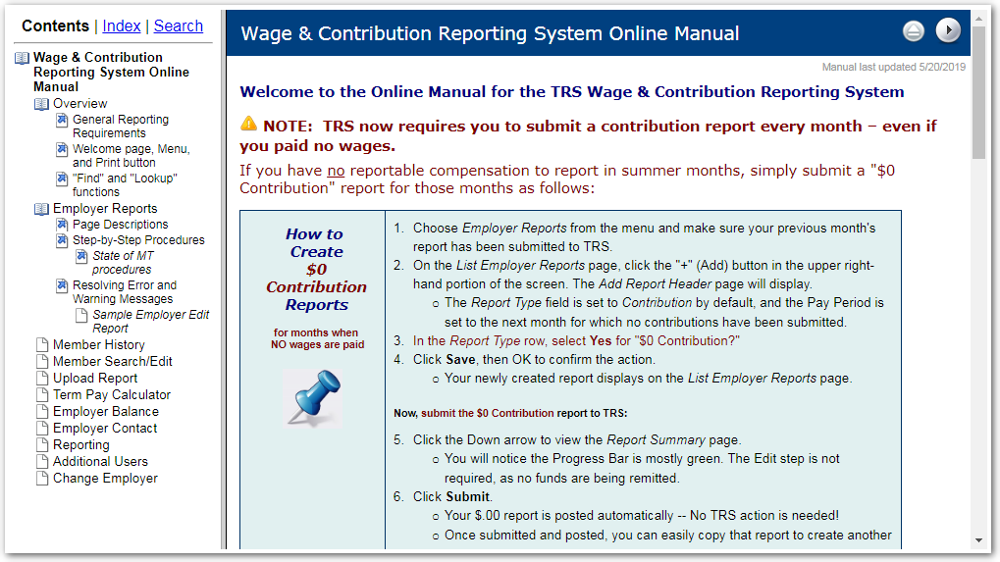 Contents | Index | Search
Wage & Contribution
Reporting System Online
Manual
Overview
General Reporting
Requirements
Welcome page, Menu,
and Print button
"Find" and "Lookup"
functions
Employer Reports
Page Descriptions
Step-by-Step Procedures
State of MT
procedures
Resolving Error and
Warning Messages
Sample Employer Edit
Report
Member History
Member Search/Edit
Upload Report
Term Pay Calculator
Employer Balance
Employer Contact
Reporting
Additional Users
Change Employer
Wage & Contribution Reporting System Online Manual
Manual last updated 5/20/2019
Welcome to the Online Manual for the TRS Wage & Contribution Reporting System
NOTE: TRS now requires you to submit a contribution report every month – even if
you paid no wages.
If you have no reportable compensation to report in summer months, simply submit a "$0
Contribution" report for those months as follows:
How to
Create
$0
Contribution
Reports
for months when
NO wages are paid
1. Choose Employer Reports from the menu and make sure your previous month's
report has been submitted to TRS.
2. On the List Employer Reports page, click the "+" (Add) button in the upper right-
hand portion of the screen. The Add Report Header page will display.
o The Report Type field is set to Contribution by default, and the Pay Period is
set to the next month for which no contributions have been submitted.
3. In the Report Type row, select Yes for "$0 Contribution?"
4. Click Save, then OK to confirm the action.
o Your newly created report displays on the List Employer Reports page.
Now, submit the $0 Contribution report to TRS:
5. Click the Down arrow to view the Report Summary page.
o You will notice the Progress Bar is mostly green. The Edit step is not
required, as no funds are being remitted.
6. Click Submit.
o Your $.00 report is posted automatically -- No TRS action is needed!
o Once submitted and posted, you can easily copy that report to create another